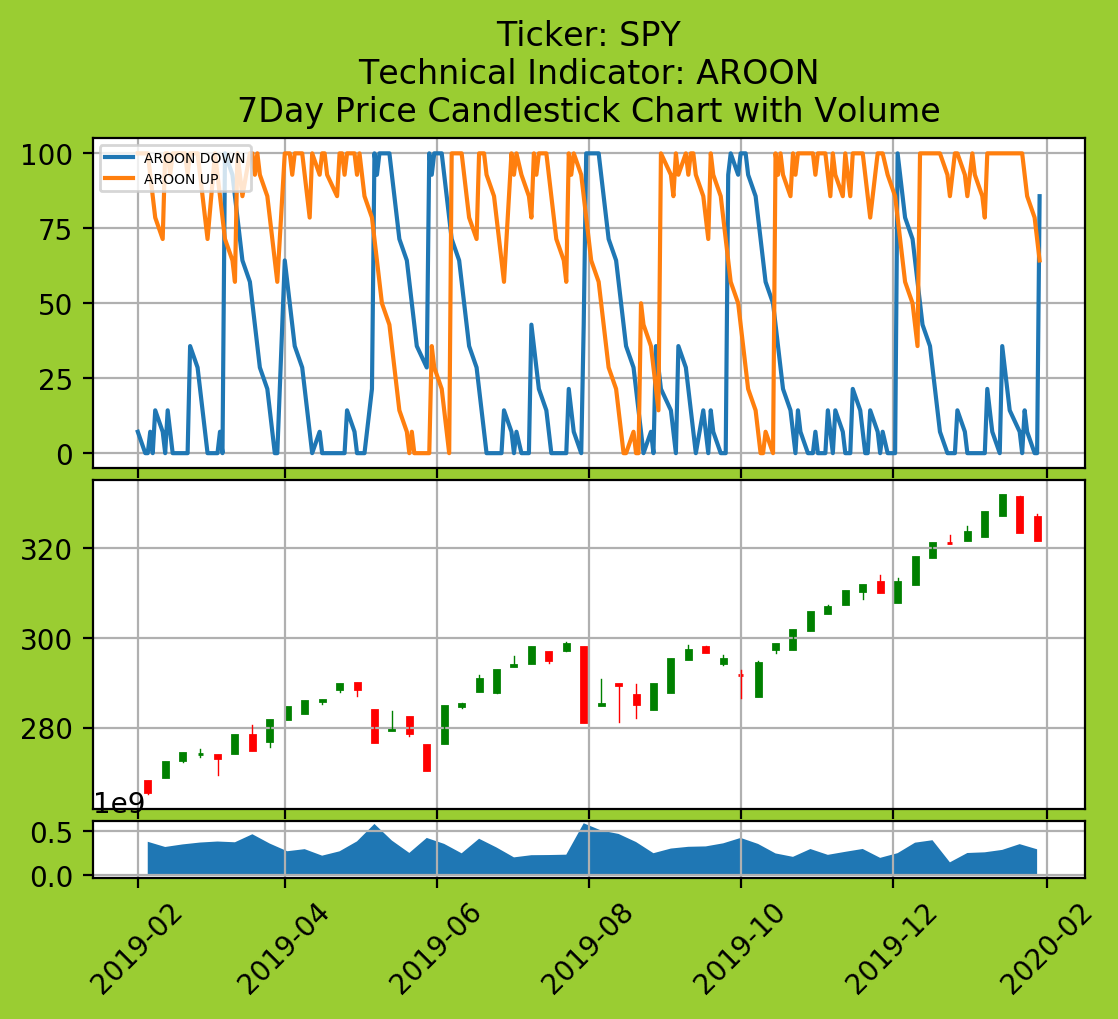 Ticker: SPY
Technical Indicator: AROON
7Day Price Candlestick Chart with Volume
100
75
50
25
0
AROON DOWN
AROON UP
320
300
280
1e9
0.5
0.0
2019-02
2019-04
2019-06
2019-08
2019-10
2019-12
2020-02